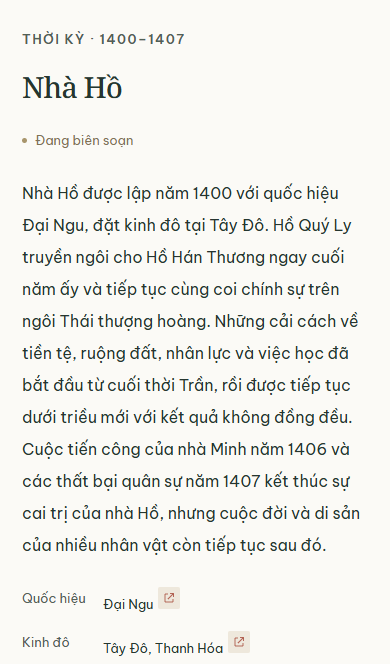 THỜI KỲ · 1400–1407
Nhà Hồ
Đang biên soạn
Nhà Hồ được lập năm 1400 với quốc hiệu
Đại Ngu, đặt kinh đô tại Tây Đô. Hồ Quý Ly
truyền ngôi cho Hồ Hán Thương ngay cuối
năm ấy và tiếp tục cùng coi chính sự trên
ngôi Thái thượng hoàng. Những cải cách về
tiền tệ, ruộng đất, nhân lực và việc học đã
bắt đầu từ cuối thời Trần, rồi được tiếp tục
dưới triều mới với kết quả không đồng đều.
Cuộc tiến công của nhà Minh năm 1406 và
các thất bại quân sự năm 1407 kết thúc sự
cai trị của nhà Hồ, nhưng cuộc đời và di sản
của nhiều nhân vật còn tiếp tục sau đó.
Quốc hiệu Đại Ngu
Kinh đô Tây Đô, Thanh Hóa